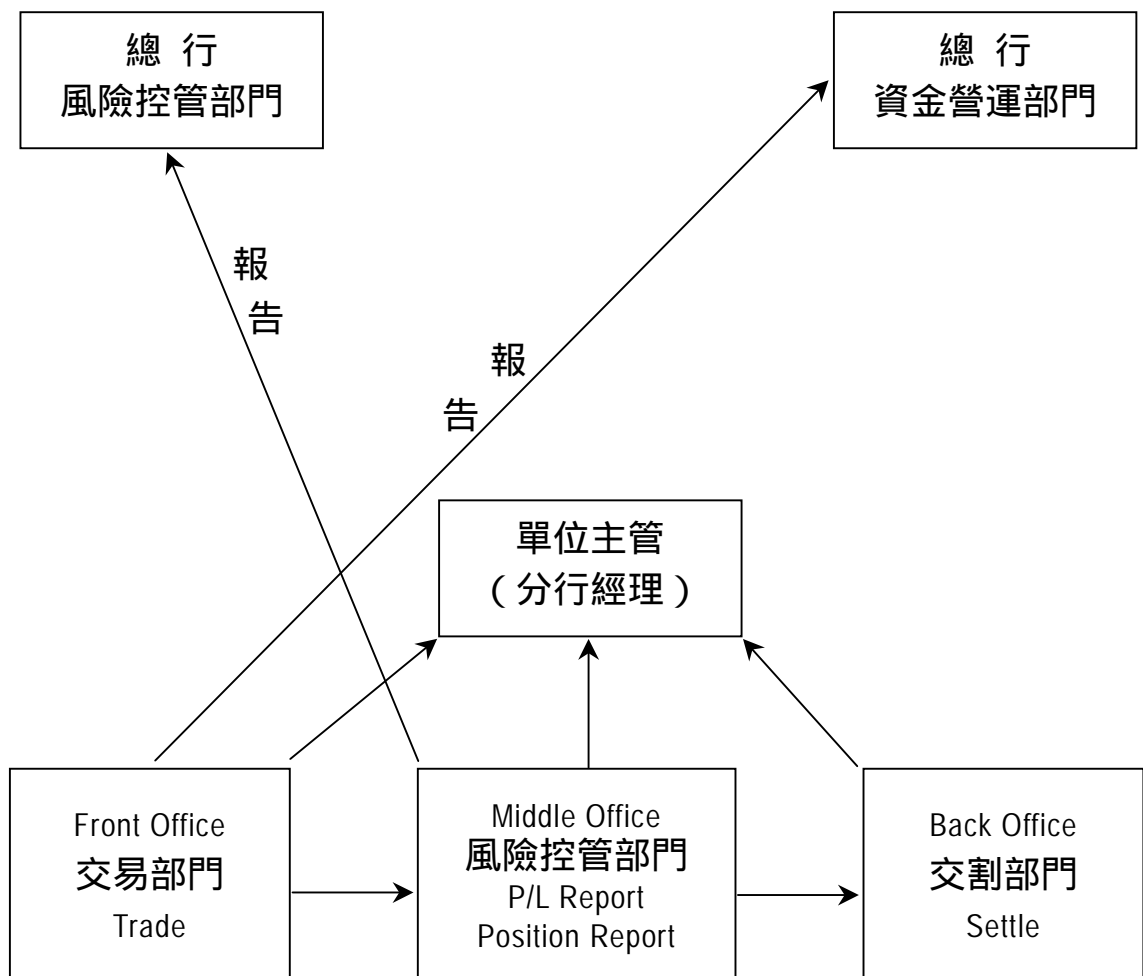 總 行
風險控管部門
總 行
資金營運部門
報
告
報
告
單位主管
（分行經理）
Front Office
交易部門
Trade
Middle Office
風險控管部門
P/L Report
Position Report
Back Office
交割部門
Settle